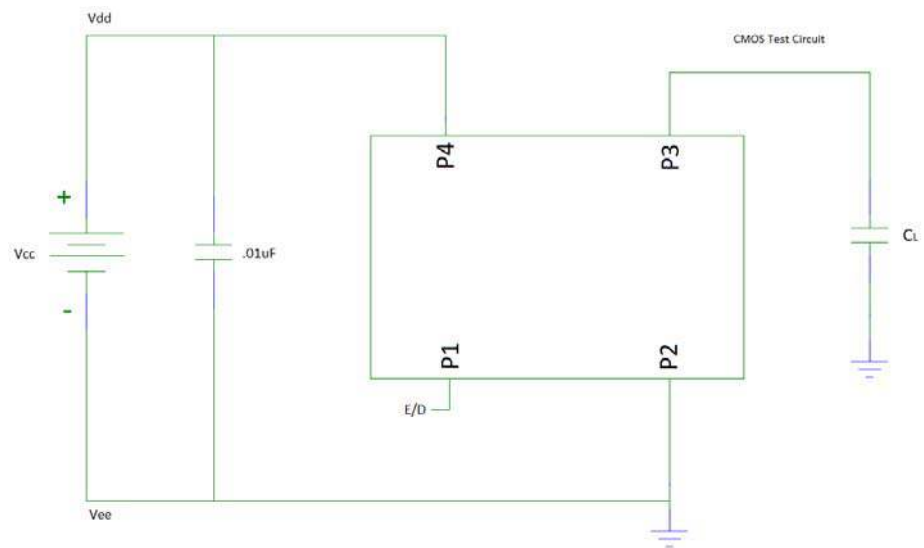 Vdd
CMOS Test Circuit
P4
P3
+
Vcc
.01uF
CL
-
P1
P2
E/D
Vee